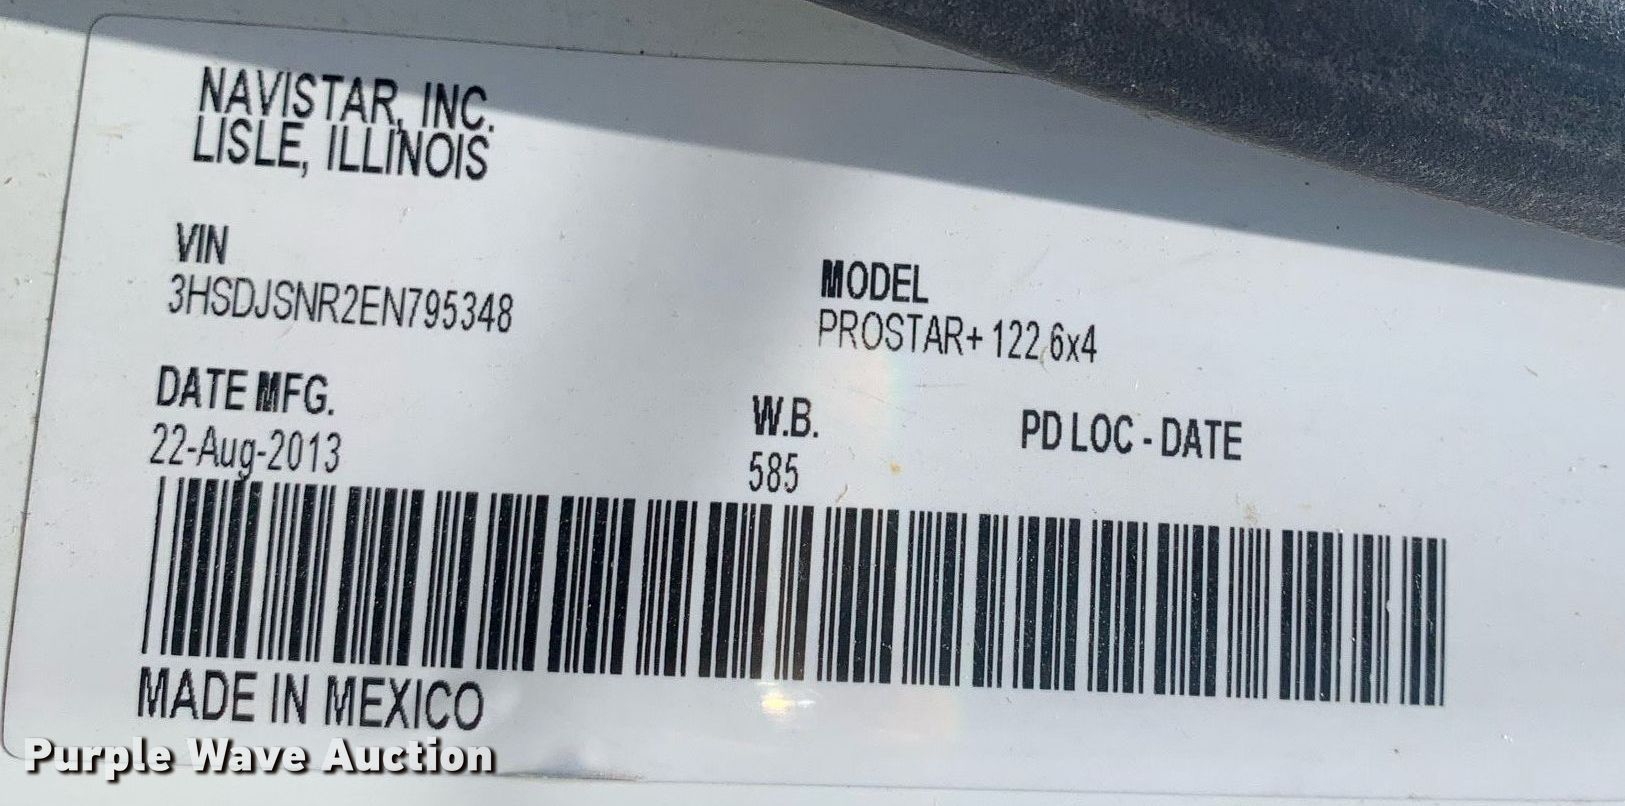 NAVISTAR, INC.
LISLE, ILLINOIS
VIN
3HSDJSNR2EN795348
MODEL
PROSTAR+ 122 6x4
DATE MFG.
22-Aug-2013
W.B.
585
PD LOC - DATE
MADE IN MEXICO
Purple Wave Auction